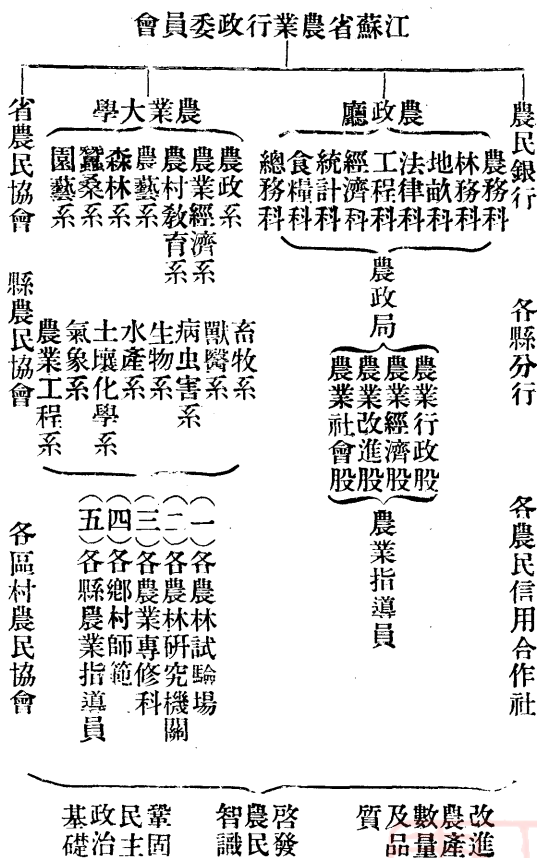 江蘇省農業行政委員會
農民銀行
各縣分行
各農民信用合作社
農政廳
農務科
林務科
地畝科
法律科
工程科
經濟科
統計科
食糧科
總務科
農政局
農業行政股
農業經濟股
農業改進股
農業社會股
農業指導員
農業大學
農政系
農業經濟系
農村敎育系
農藝系
森林系
蠶桑系
園藝系
畜牧系
獸醫系
病虫害系
生物系
水產系
土壤化學系
氣象系
農業工程系
(一)各農林試驗場
(二)各農林研究機關
(三)各農業專修科
(四)各鄉村師範
(五)各縣農業指導員
省農民協會
縣農民協會
各區村農民協會
改進
農產
數量
及品
質
啓發
農民
智識
鞏固
民主
政治
基礎